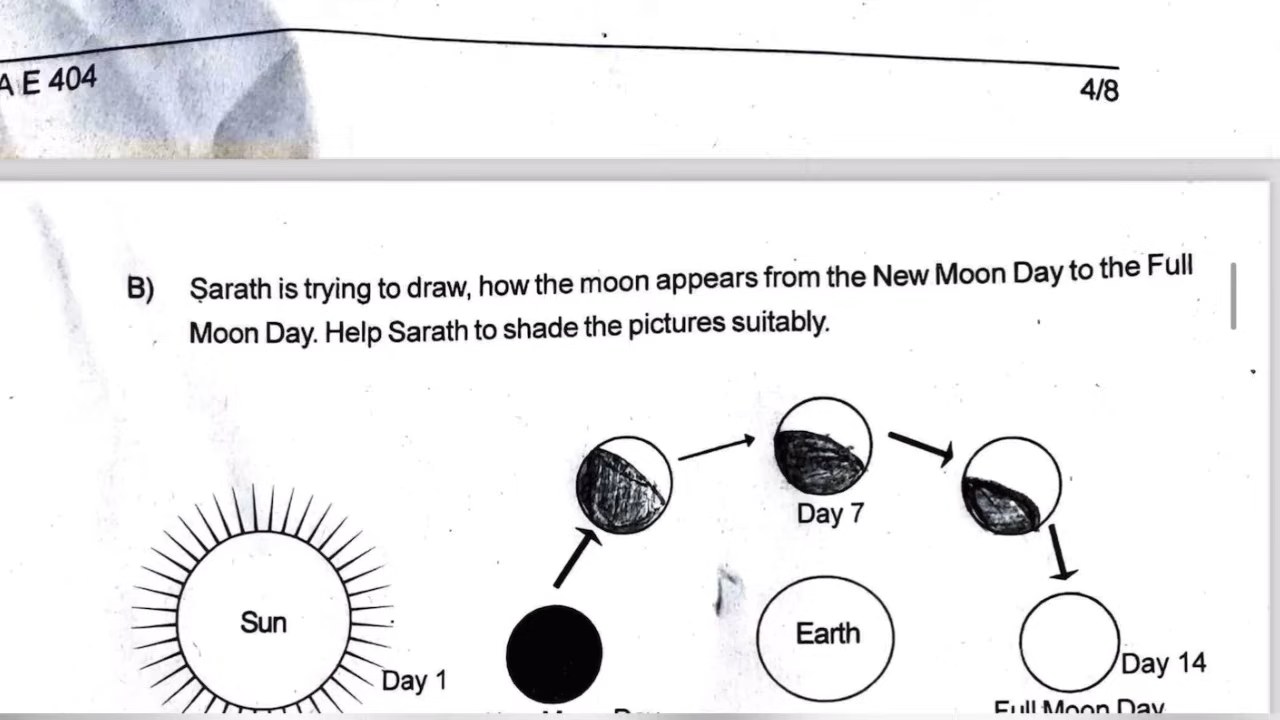 A E 404
4/8
B) Sarath is trying to draw, how the moon appears from the New Moon Day to the Full
Moon Day. Help Sarath to shade the pictures suitably.
Day 7
Sun
Earth
Day 1
Day 14
Full Moon Day